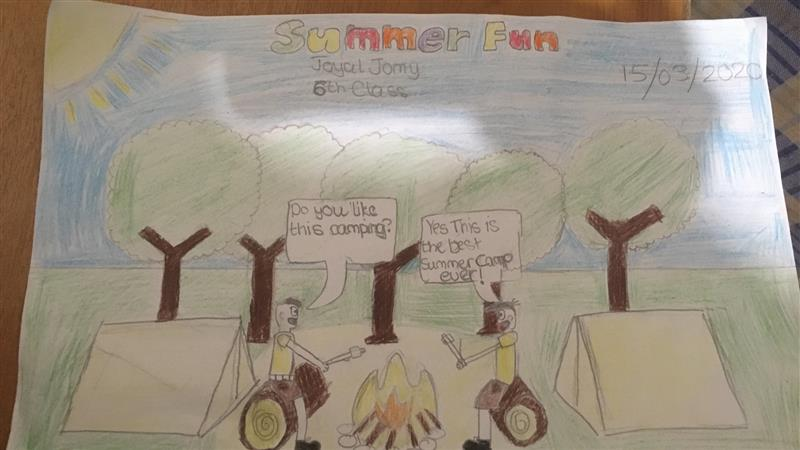 Summer Fun
Jayal Jomy
6th Class
15/03/2020
Do you like
this camping?
Yes This is
the best
Summer Camp
ever!